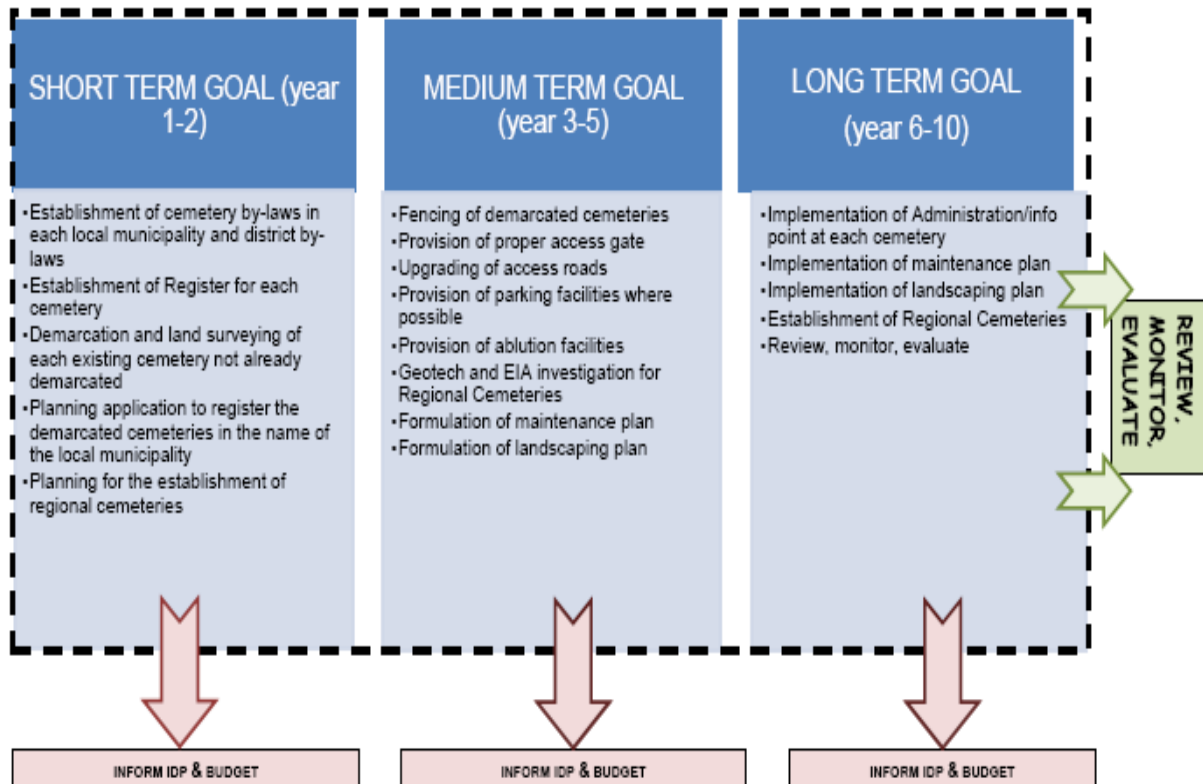 SHORT TERM GOAL (year
1-2)
•Establishment of cemetery by-laws in
each local municipality and district by-
laws
•Establishment of Register for each
cemetery
•Demarcation and land surveying of
each existing cemetery not already
demarcated
•Planning application to register the
demarcated cemeteries in the name of
the local municipality
•Planning for the establishment of
regional cemeteries
MEDIUM TERM GOAL
(year 3-5)
•Fencing of demarcated cemeteries
•Provision of proper access gate
•Upgrading of access roads
•Provision of parking facilities where
possible
•Provision of ablution facilities
•Geotech and EIA investigation for
Regional Cemeteries
•Formulation of maintenance plan
•Formulation of landscaping plan
LONG TERM GOAL
(year 6-10)
•Implementation of Administration/info
point at each cemetery
•Implementation of maintenance plan
•Implementation of landscaping plan
•Establishment of Regional Cemeteries
•Review, monitor, evaluate
REVIEW,
MONITOR,
EVALUATE
INFORM IDP & BUDGET
INFORM IDP & BUDGET
INFORM IDP & BUDGET